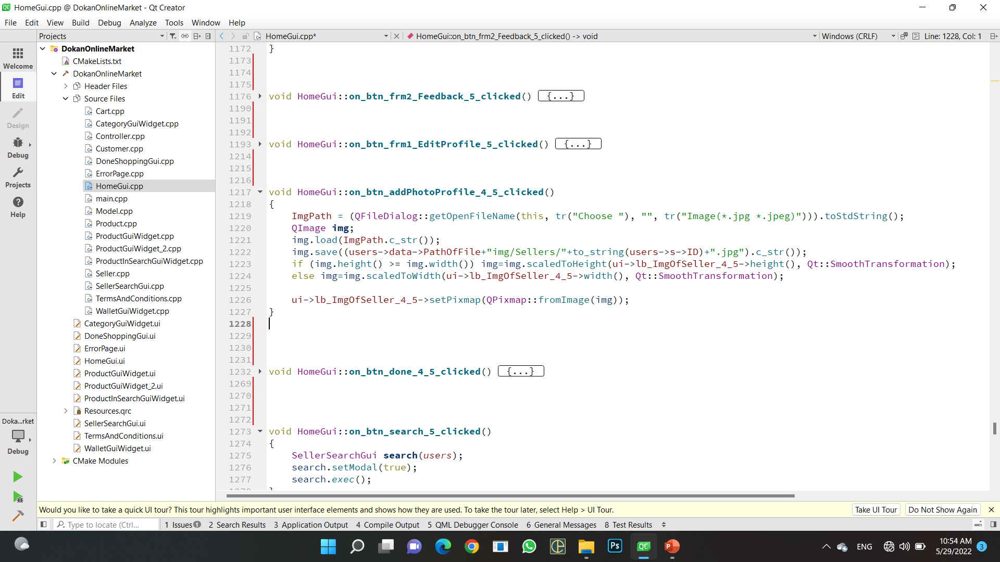 HomeGui.cpp @ DokanOnlineMarket - Qt Creator
File Edit View Build Debug Analyze Tools Window Help
Projects
HomeGui.cpp*
HomeGui::on_btn_frm2_Feedback_5_clicked() -> void
Windows (CRLF)
Line: 1228, Col: 1
Welcome
Edit
Design
Debug
Projects
Help
Doka...rket
Debug
DokanOnlineMarket
CMakeLists.txt
DokanOnlineMarket
Header Files
Source Files
Cart.cpp
CategoryGuiWidget.cpp
Controller.cpp
Customer.cpp
DoneShoppingGui.cpp
ErrorPage.cpp
HomeGui.cpp
main.cpp
Model.cpp
Product.cpp
ProductGuiWidget.cpp
ProductGuiWidget_2.cpp
ProductInSearchGuiWidget.cpp
Seller.cpp
SellerSearchGui.cpp
TermsAndConditions.cpp
WalletGuiWidget.cpp
CategoryGuiWidget.ui
DoneShoppingGui.ui
ErrorPage.ui
HomeGui.ui
ProductGuiWidget.ui
ProductGuiWidget_2.ui
ProductInSearchGuiWidget.ui
Resources.qrc
SellerSearchGui.ui
TermsAndConditions.ui
WalletGuiWidget.ui
CMake Modules
1172 }
1173
1174
1175
1176 void HomeGui::on_btn_frm2_Feedback_5_clicked() {...}
1190
1191
1192
1193 void HomeGui::on_btn_frm1_EditProfile_5_clicked() {...}
1214
1215
1216
1217 void HomeGui::on_btn_addPhotoProfile_4_5_clicked()
1218 {
1219 ImgPath = (QFileDialog::getOpenFileName(this, tr("Choose "), "", tr("Image(*.jpg *.jpeg)"))).toStdString();
1220 QImage img;
1221 img.load(ImgPath.c_str());
1222 img.save((users->data->PathOfFile+"img/Sellers/"+to_string(users->s->ID)+".jpg").c_str());
1223 if (img.height() >= img.width()) img=img.scaledToHeight(ui->lb_ImgOfSeller_4_5->height(), Qt::SmoothTransformation);
1224 else img=img.scaledToWidth(ui->lb_ImgOfSeller_4_5->width(), Qt::SmoothTransformation);
1225
1226 ui->lb_ImgOfSeller_4_5->setPixmap(QPixmap::fromImage(img));
1227 }
1228
1229
1230
1231
1232 void HomeGui::on_btn_done_4_5_clicked() {...}
1269
1270
1271
1272
1273 void HomeGui::on_btn_search_5_clicked()
1274 {
1275 SellerSearchGui search(users);
1276 search.setModal(true);
1277 search.exec();
Would you like to take a quick UI tour? This tour highlights important user interface elements and shows how they are used. To take the tour later, select Help > UI Tour.
Take UI Tour
Do Not Show Again
Type to locate (Ctrl...
1 Issues 1
2 Search Results
3 Application Output
4 Compile Output
5 QML Debugger Console
6 General Messages
8 Test Results
Ps
QC
P
ENG
10:54 AM
5/29/2022
3